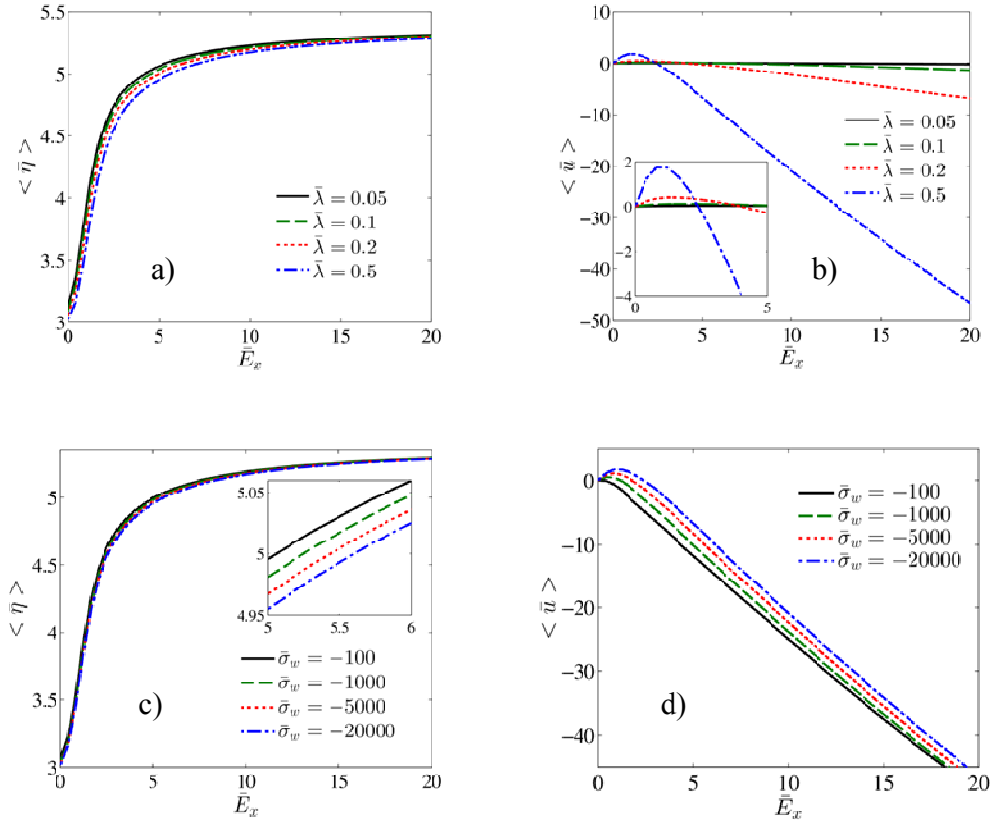 5.5
5
4.5
4
3.5
3
0
5
10
15
20
< η̄ >
Ē_x
λ̄ = 0.05
λ̄ = 0.1
λ̄ = 0.2
λ̄ = 0.5
a)
10
0
−10
−20
−30
−40
−50
0
5
10
15
20
< ū >
Ē_x
λ̄ = 0.05
λ̄ = 0.1
λ̄ = 0.2
λ̄ = 0.5
2
0
−2
−4
0
5
b)
5
4.5
4
3.5
3
0
5
10
15
20
< η̄ >
Ē_x
5.05
5
4.95
5
5.5
6
σ̄_w = −100
σ̄_w = −1000
σ̄_w = −5000
σ̄_w = −20000
c)
0
−10
−20
−30
−40
0
5
10
15
20
< ū >
Ē_x
σ̄_w = −100
σ̄_w = −1000
σ̄_w = −5000
σ̄_w = −20000
d)